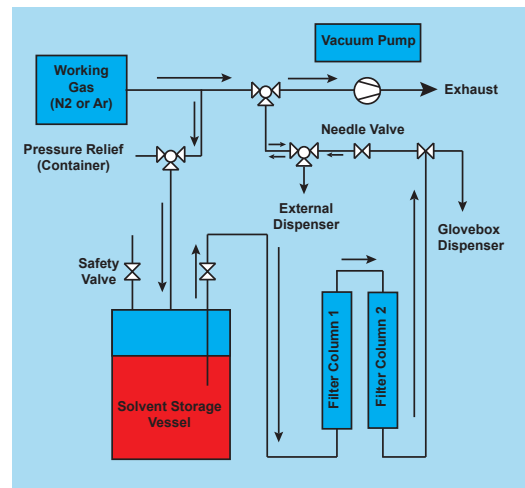 Vacuum Pump
Working
Gas
(N2 or Ar)
Exhaust
Needle Valve
Pressure Relief
(Container)
External
Dispenser
Glovebox
Dispenser
Safety
Valve
Filter Column 1
Filter Column 2
Solvent Storage
Vessel